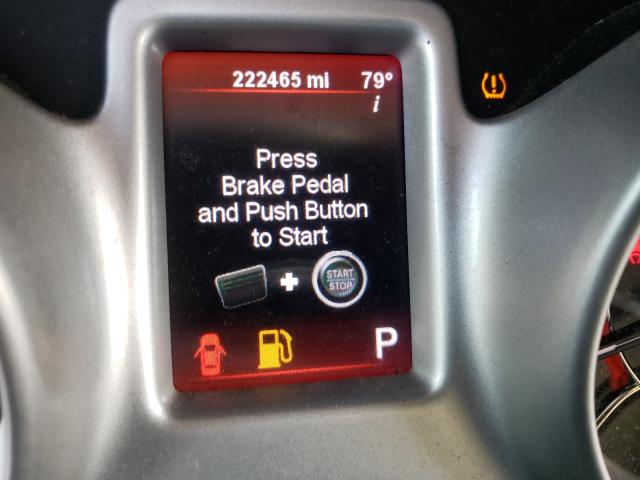 222465 mi 79°
i
Press
Brake Pedal
and Push Button
to Start
START
STOP
P